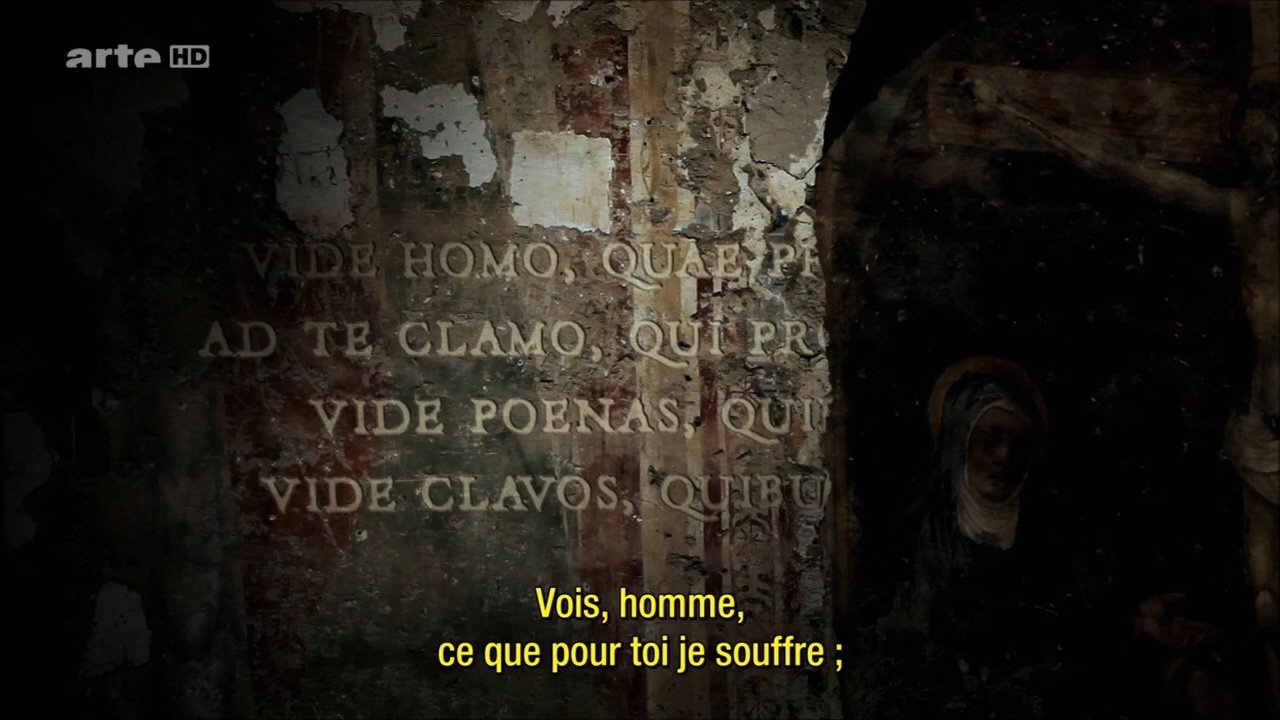 arte HD
VIDE HOMO, QUAE
AD TE CLAMO, QUI
VIDE POENAS,
VIDE CLAVOS,
Vois, homme,
ce que pour toi je souffre ;